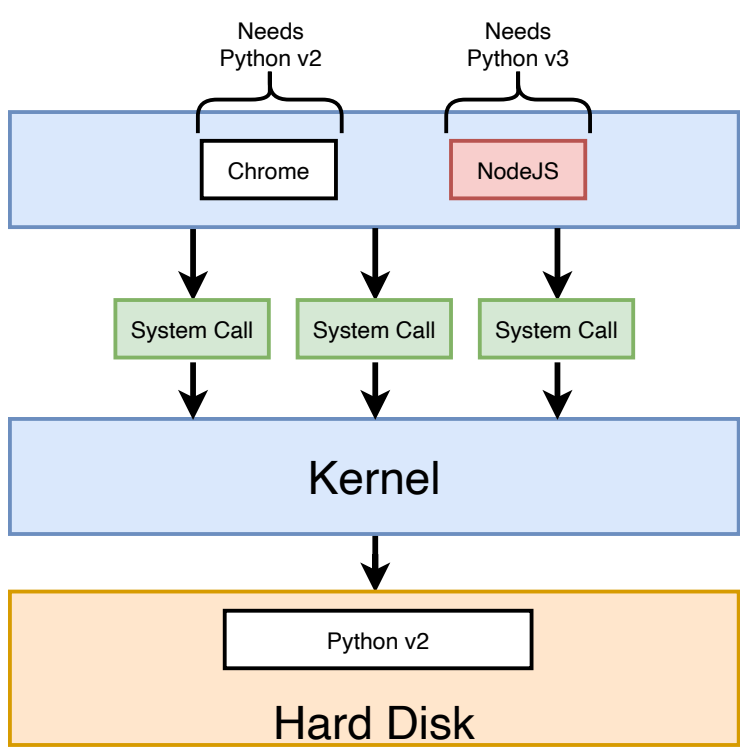 Needs
Python v2
Needs
Python v3
Chrome
NodeJS
System Call
System Call
System Call
Kernel
Python v2
Hard Disk